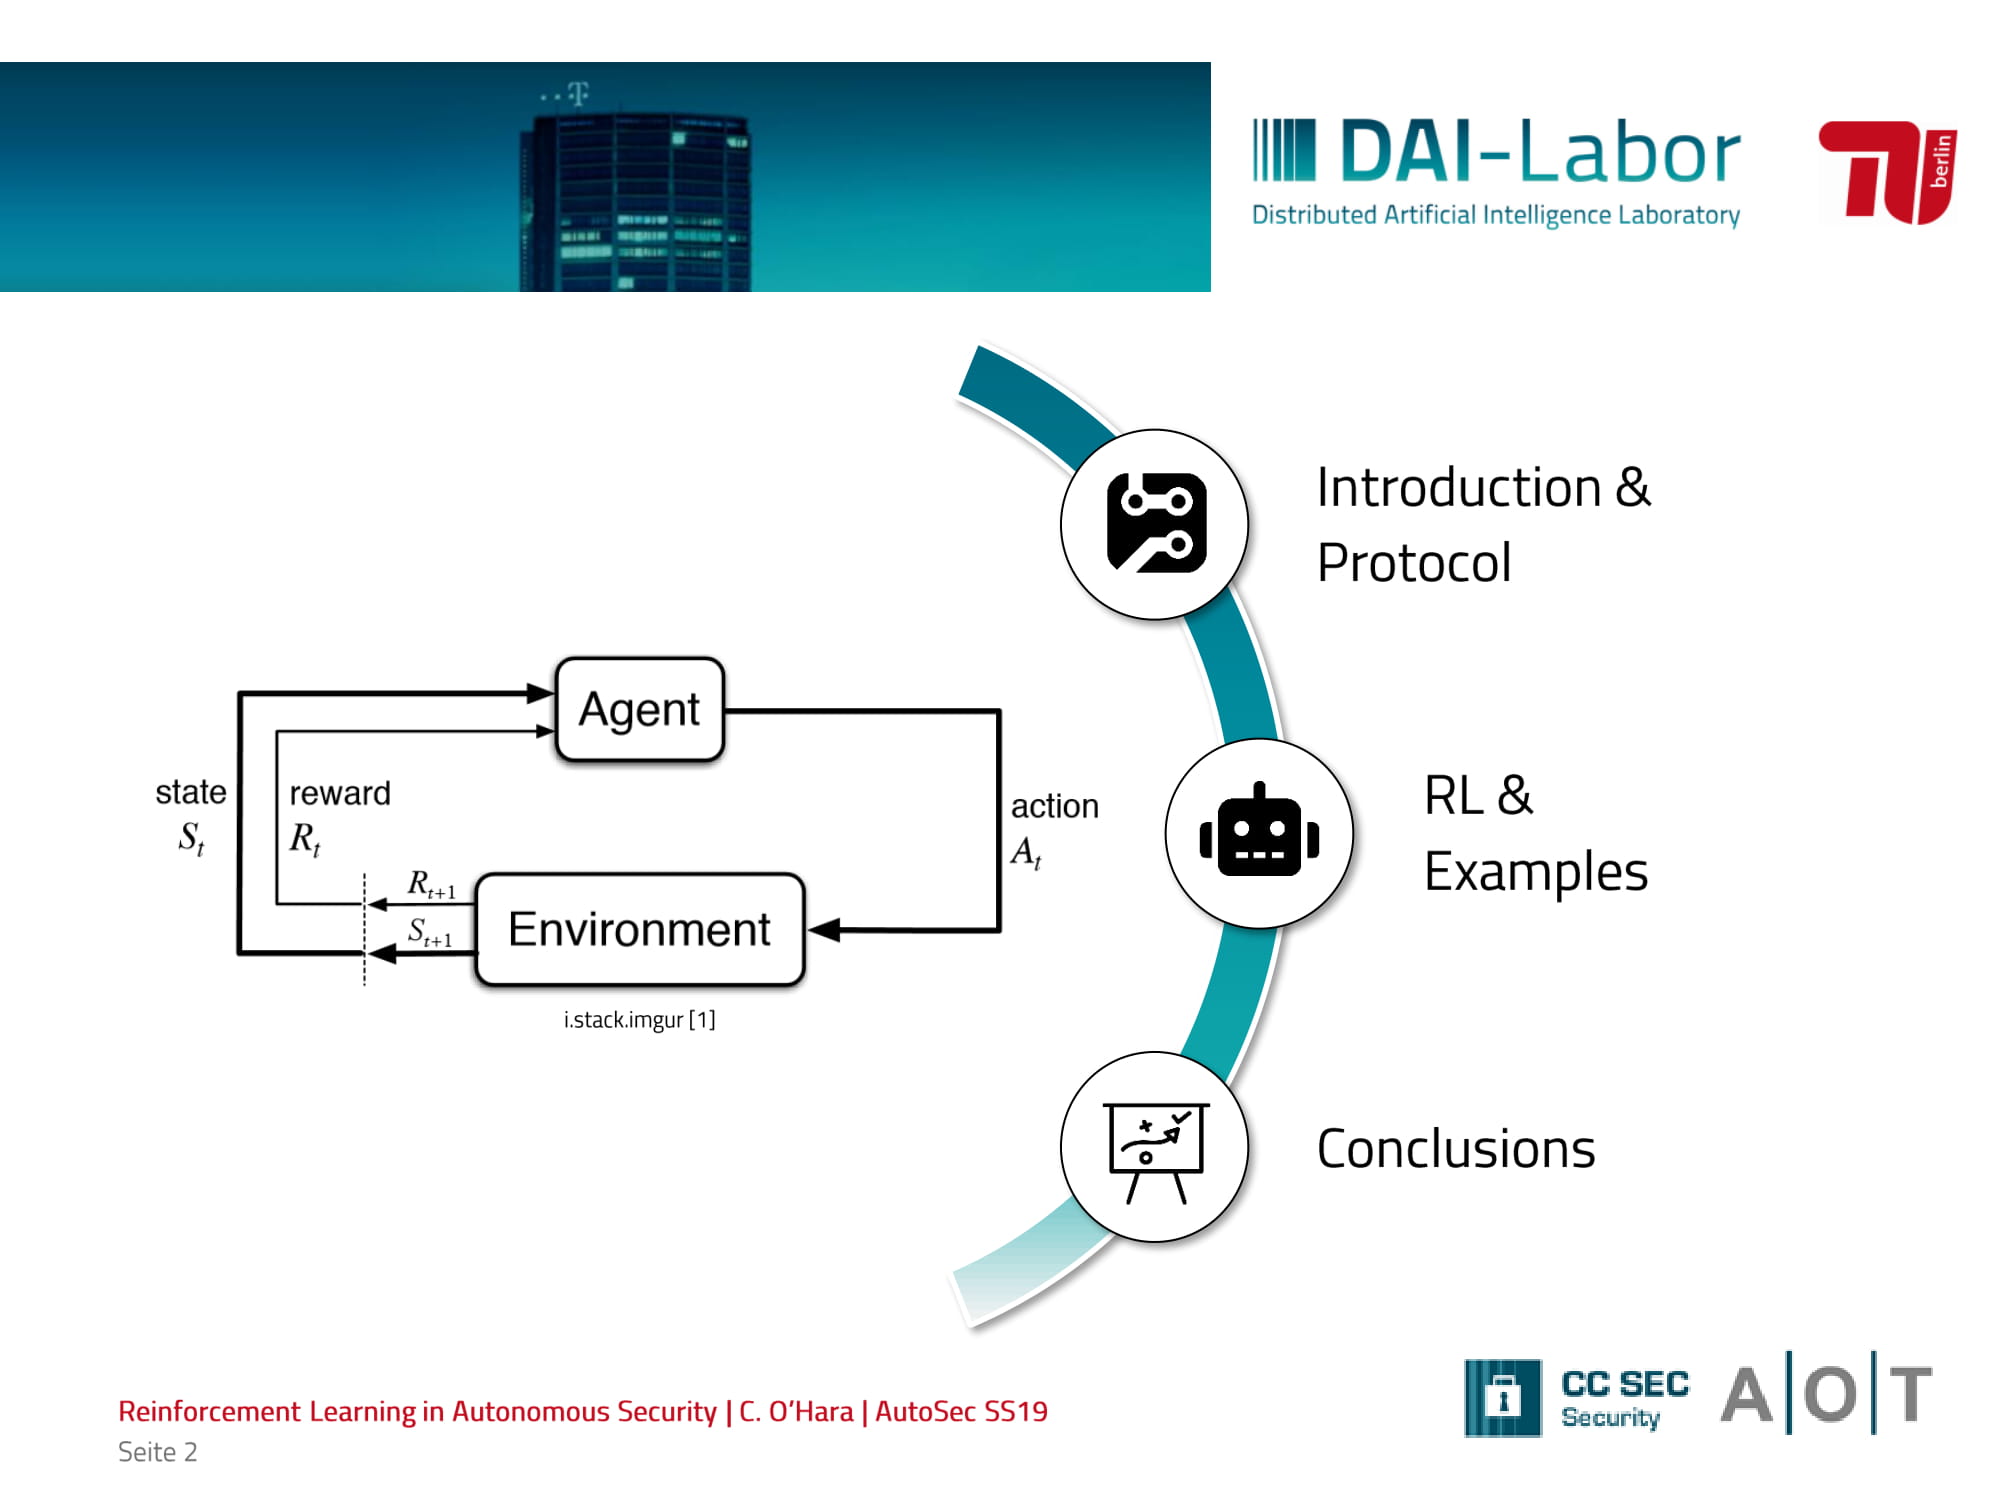 DAI-Labor
Distributed Artificial Intelligence Laboratory
berlin
Introduction &
Protocol
Agent
state
S_t
reward
R_t
action
A_t
R_{t+1}
S_{t+1}
Environment
i.stack.imgur [1]
RL &
Examples
Conclusions
CC SEC
Security
A|O|T
Reinforcement Learning in Autonomous Security | C. O'Hara | AutoSec SS19
Seite 2